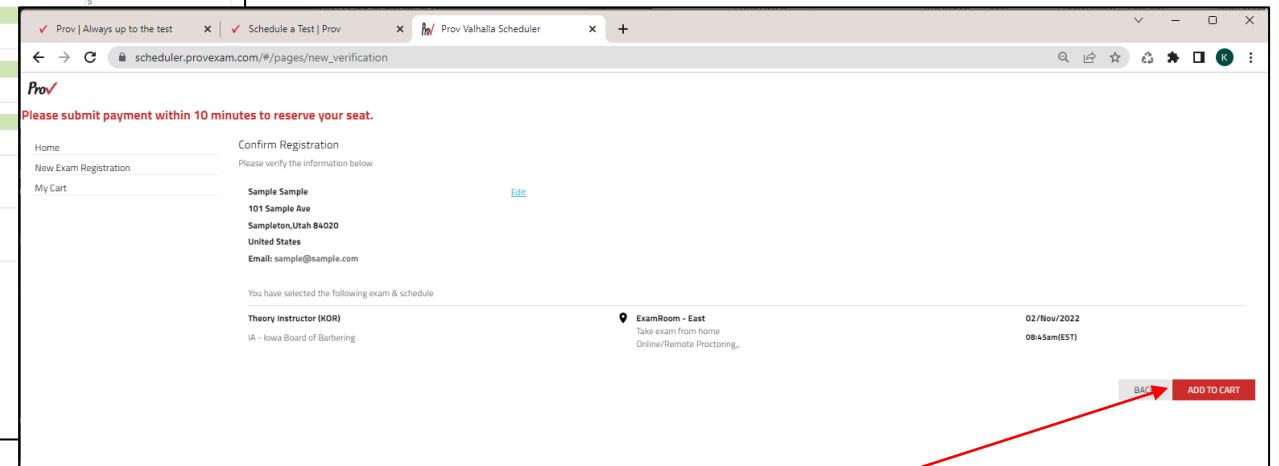 5
Prov | Always up to the test
Schedule a Test | Prov
Prov Valhalla Scheduler
scheduler.provexam.com/#/pages/new_verification
K
Prov
Please submit payment within 10 minutes to reserve your seat.
Home
New Exam Registration
My Cart
Confirm Registration
Please verify the information below
Sample Sample
Edit
101 Sample Ave
Sampleton,Utah 84020
United States
Email: sample@sample.com
You have selected the following exam & schedule
Theory Instructor (KOR)
IA - Iowa Board of Barbering
ExamRoom - East
Take exam from home
Online/Remote Proctoring,,
02/Nov/2022
08:45am(EST)
ADD TO CART